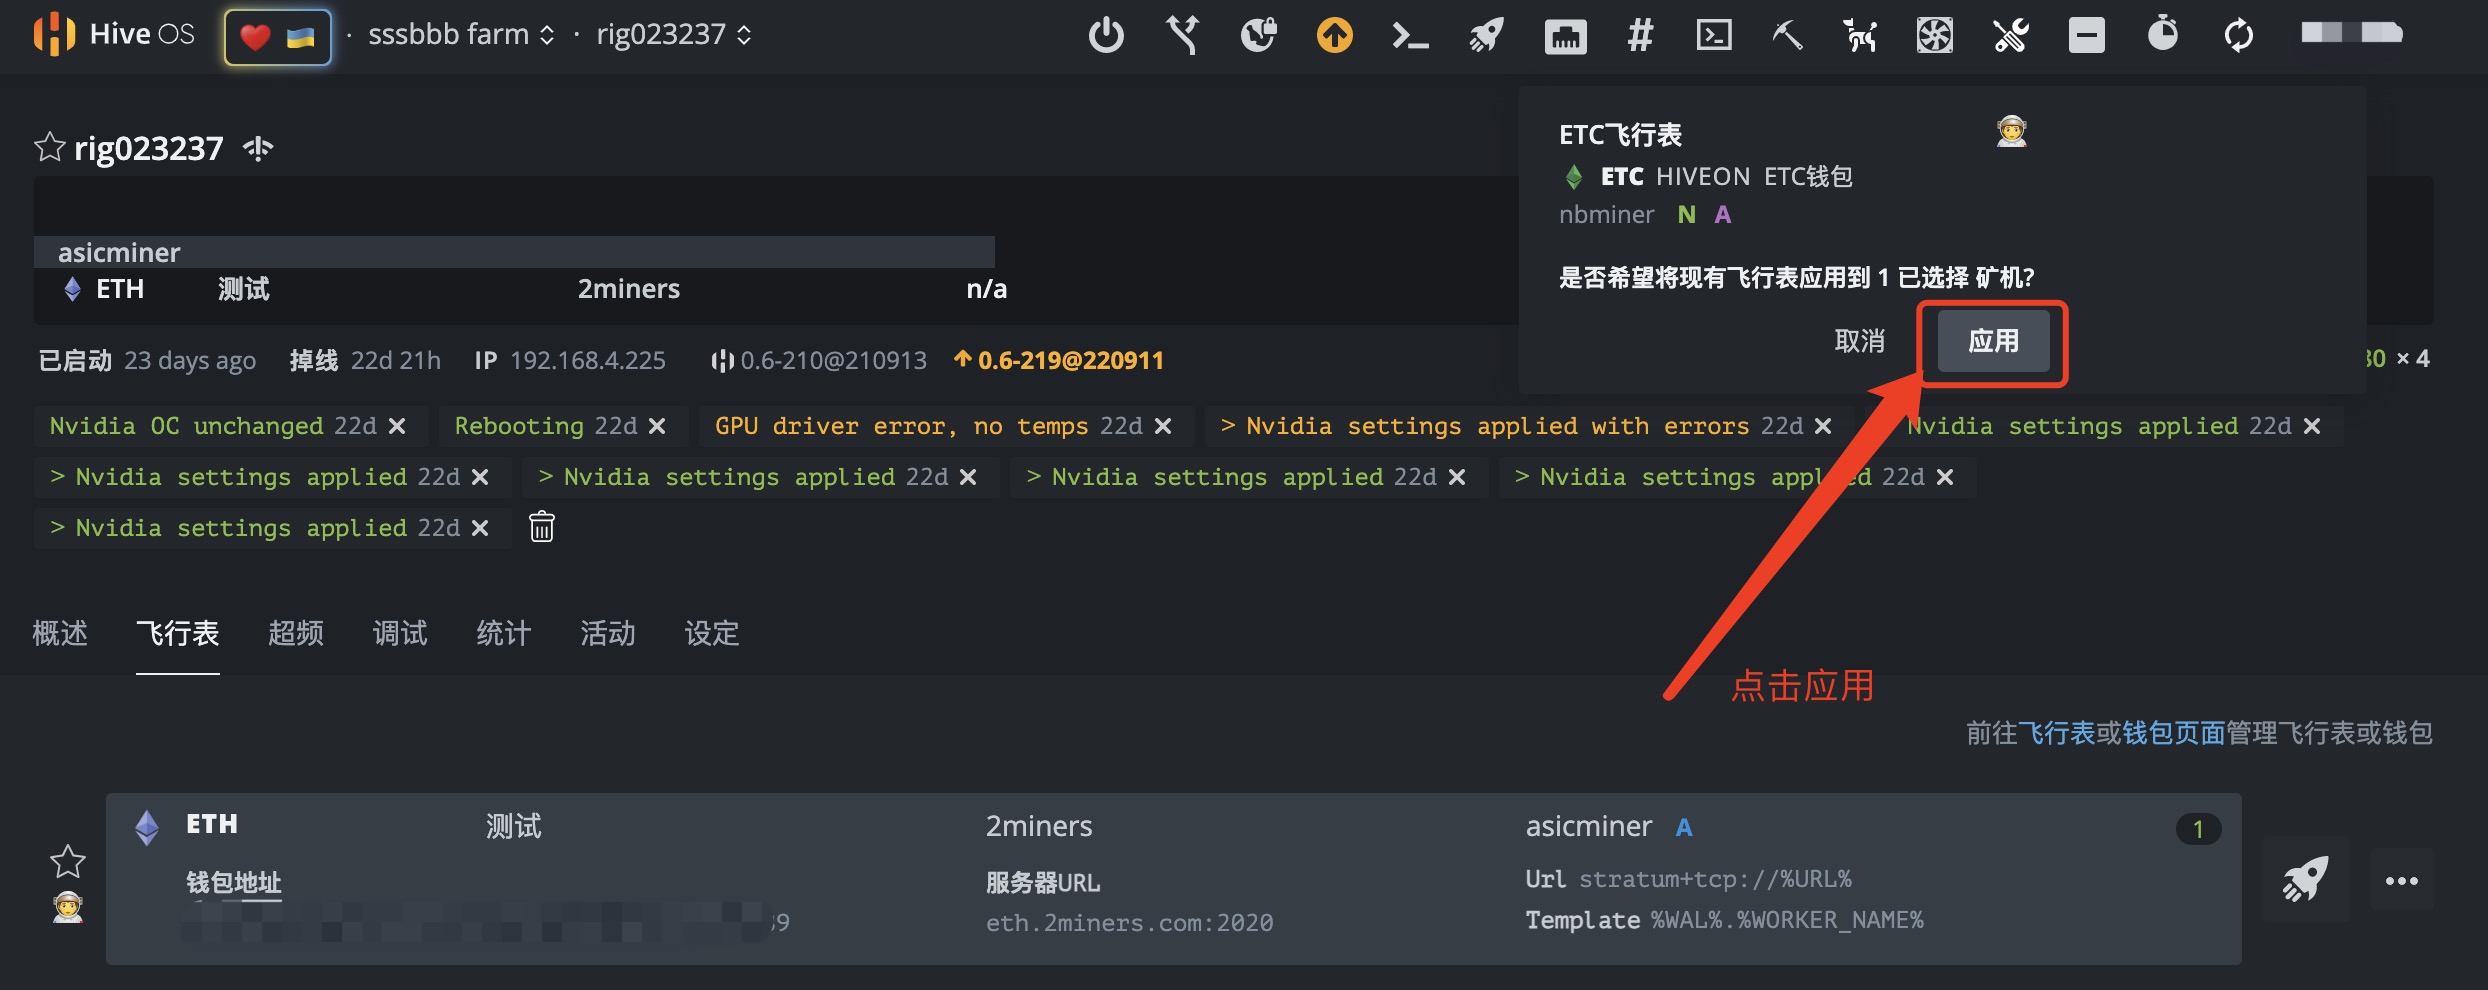 Hive OS · sssbbb farm · rig023237
rig023237
asicminer
ETH 测试 2miners n/a
ETC飞行表
ETC HIVEON ETC钱包
nbminer N A
是否希望将现有飞行表应用到 1 已选择 矿机?
取消 应用
已启动 23 days ago 掉线 22d 21h IP 192.168.4.225 0.6-210@210913 0.6-219@220911 × 4
Nvidia OC unchanged 22d Rebooting 22d GPU driver error, no temps 22d > Nvidia settings applied with errors 22d Nvidia settings applied 22d
> Nvidia settings applied 22d > Nvidia settings applied 22d > Nvidia settings applied 22d > Nvidia settings applied 22d
> Nvidia settings applied 22d
概述 飞行表 超频 调试 统计 活动 设定
点击应用
前往飞行表或钱包页面管理飞行表或钱包
ETH 测试 2miners asicminer A 1
钱包地址 服务器URL Url stratum+tcp://%URL%
9 eth.2miners.com:2020 Template %WAL%.%WORKER_NAME%